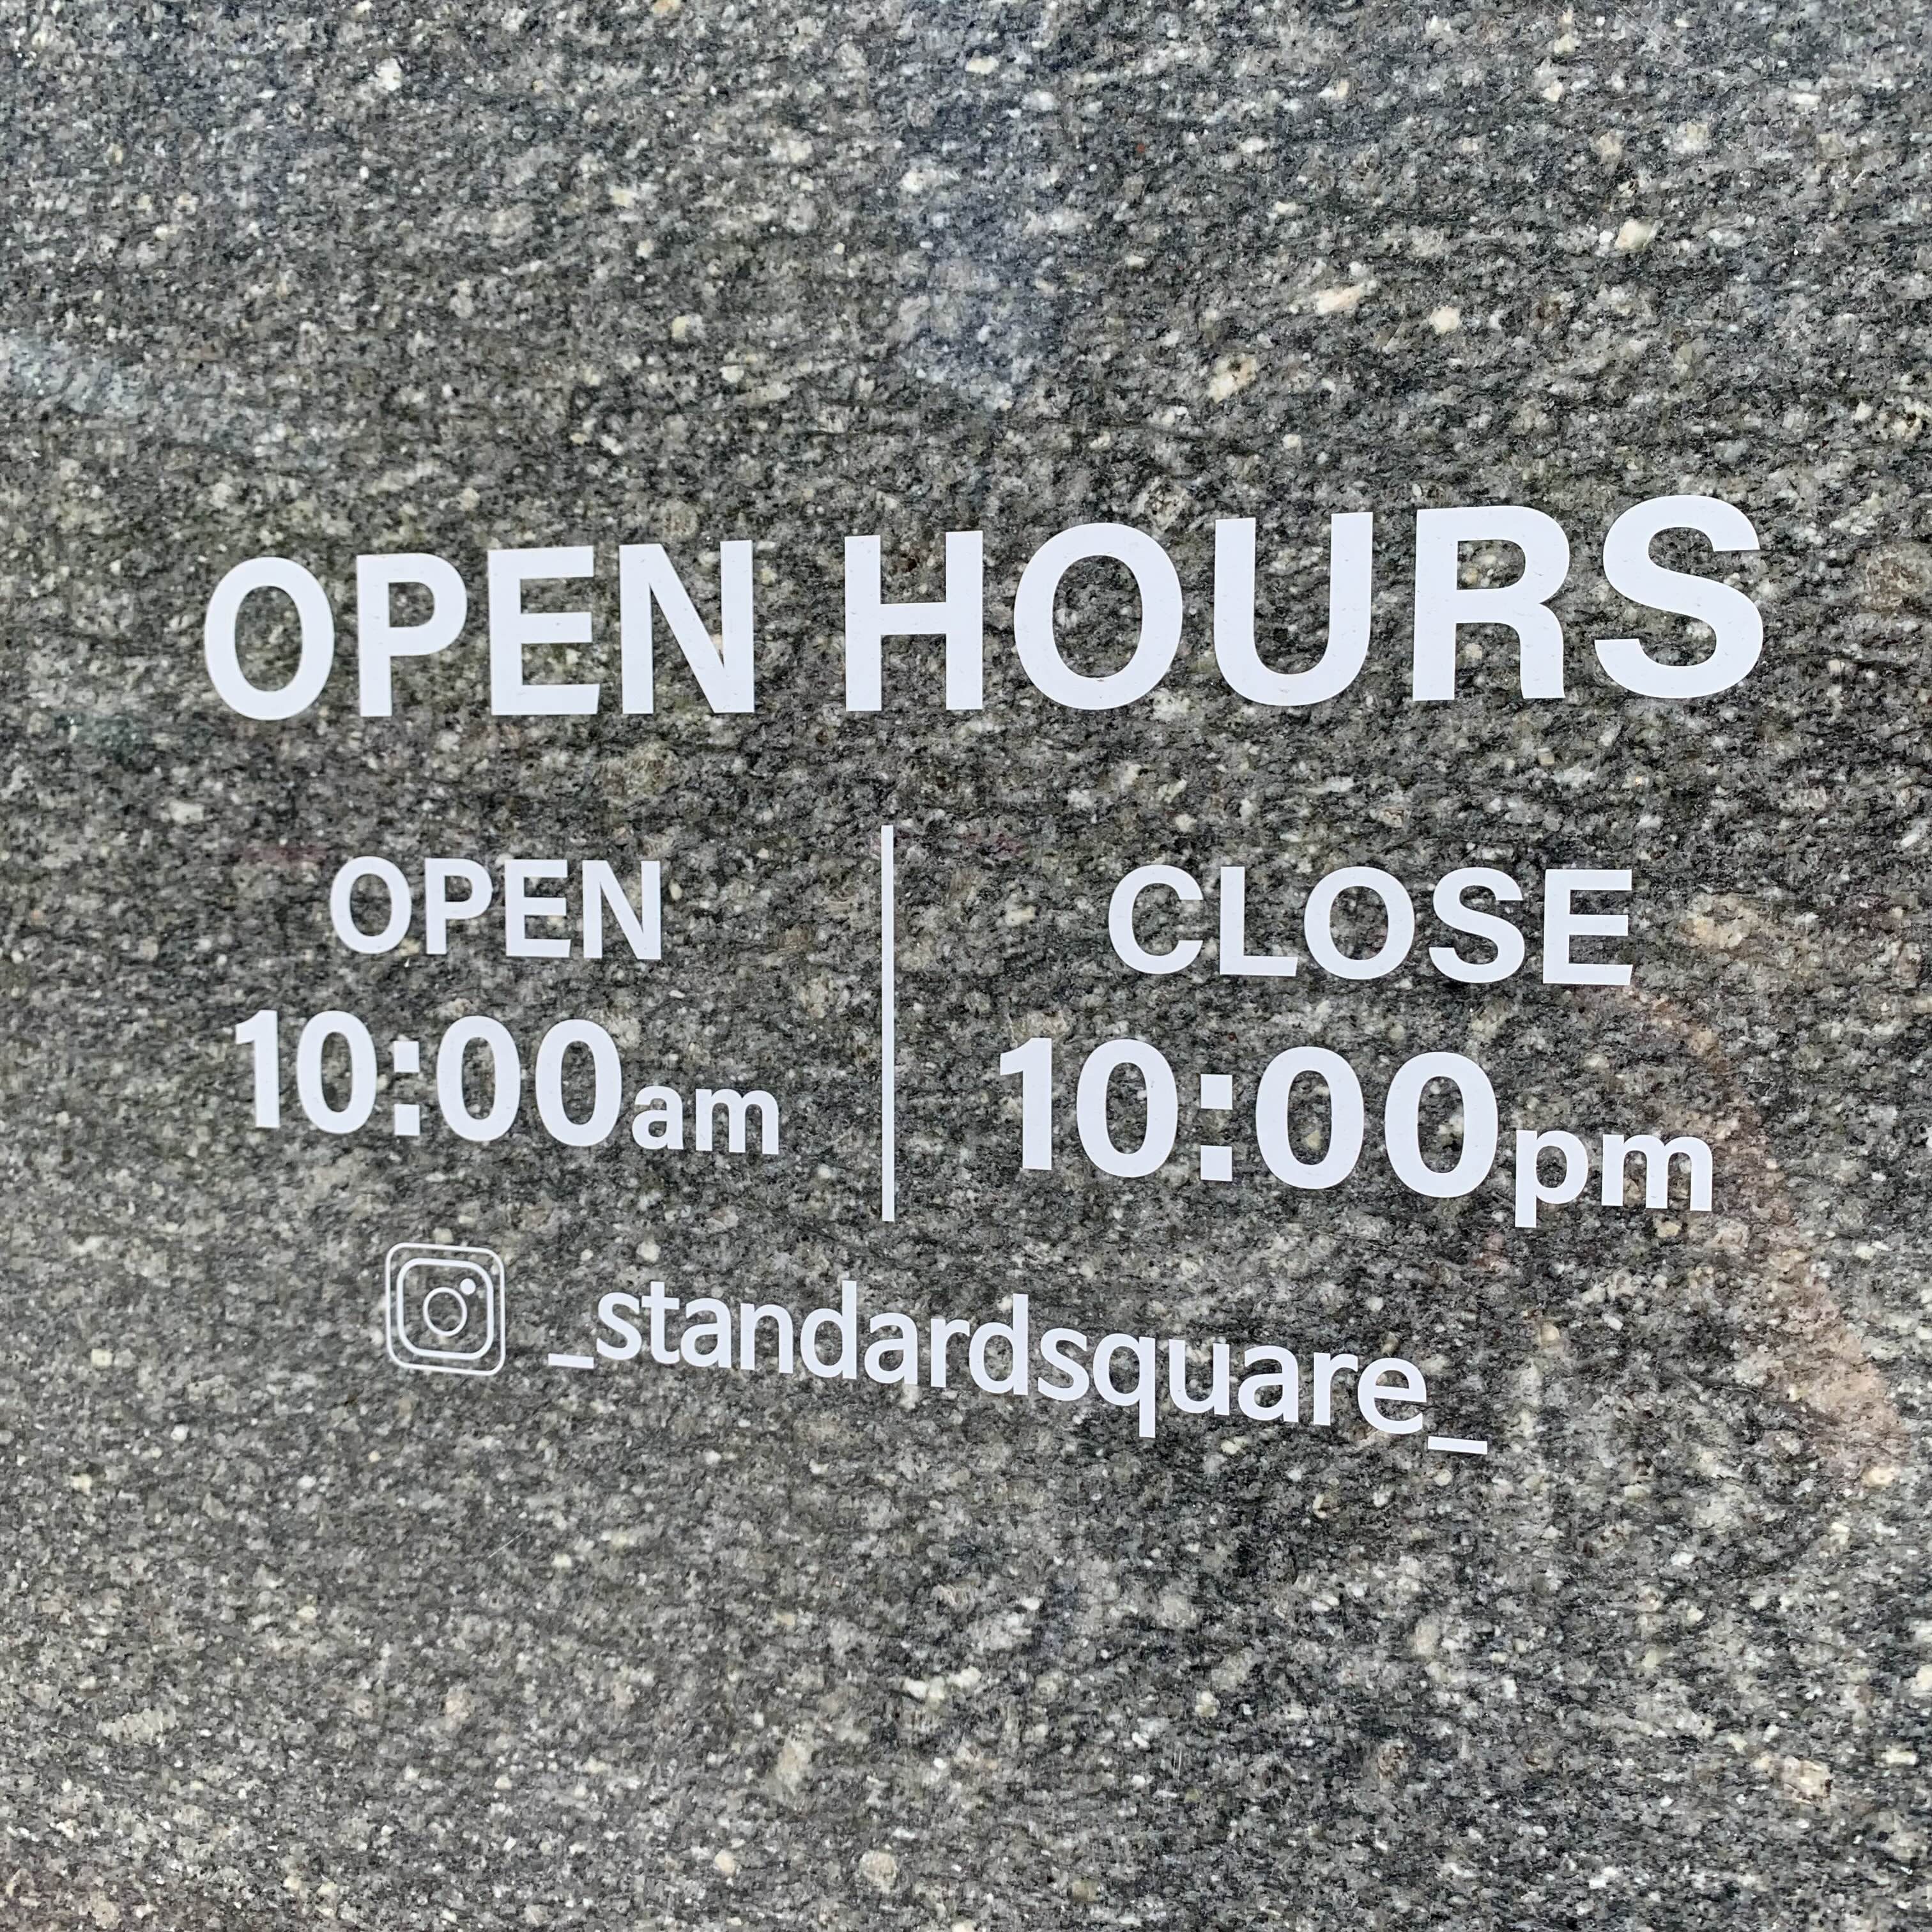 OPEN HOURS
OPEN
10:00am
CLOSE
10:00pm
_standardsquare_